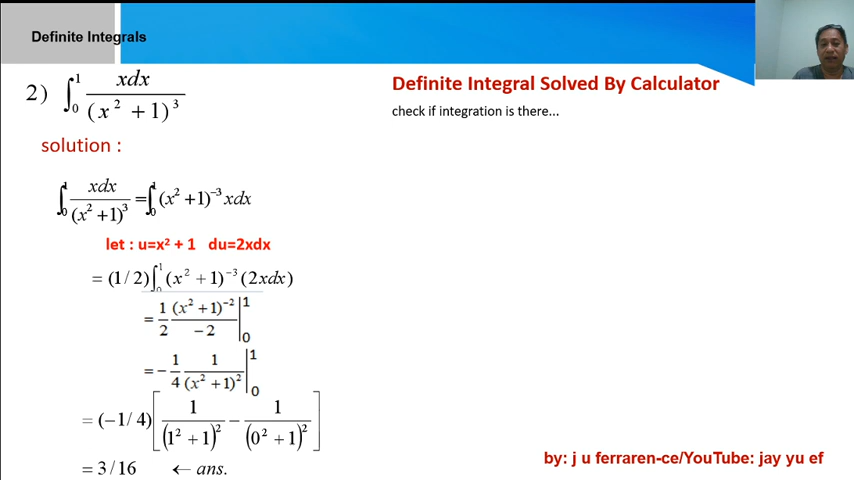 Definite Integrals
2) ∫₀¹ xdx / (x² + 1)³
Definite Integral Solved By Calculator
check if integration is there...
solution :
∫₀¹ xdx / (x² +1)³ = ∫₀¹ (x² +1)⁻³ xdx
let : u=x² + 1 du=2xdx
= (1/2) ∫₀¹ (x² + 1)⁻³ (2xdx)
= 1/2 (x² +1)⁻² / −2 |₀¹
= − 1/4 1/(x² +1)² |₀¹
= (−1/4) [ 1/(1² +1)² − 1/(0² +1)² ]
= 3/16 ← ans.
by: j u ferraren-ce/YouTube: jay yu ef